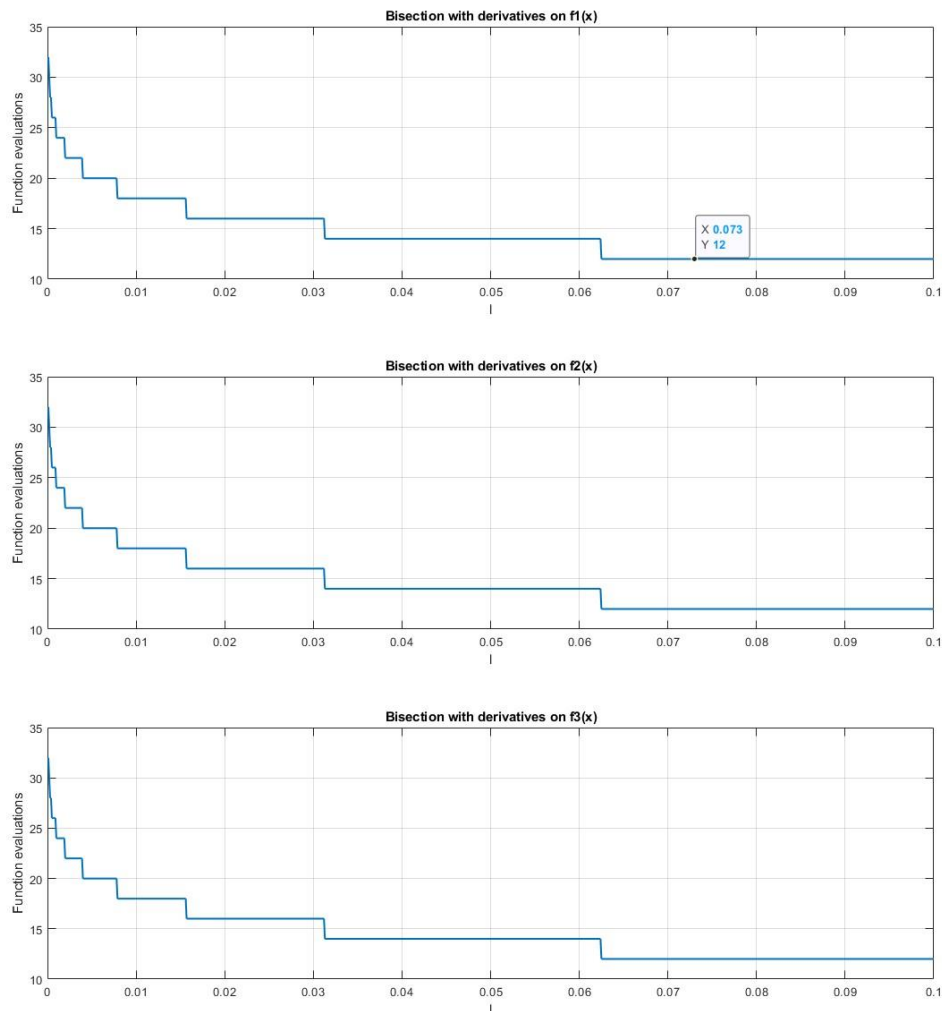 Bisection with derivatives on f1(x)
35
30
25
20
15
10
Function evaluations
X 0.073
Y 12
0 0.01 0.02 0.03 0.04 0.05 0.06 0.07 0.08 0.09 0.1
l
Bisection with derivatives on f2(x)
35
30
25
20
15
10
Function evaluations
0 0.01 0.02 0.03 0.04 0.05 0.06 0.07 0.08 0.09 0.1
l
Bisection with derivatives on f3(x)
35
30
25
20
15
10
Function evaluations
0 0.01 0.02 0.03 0.04 0.05 0.06 0.07 0.08 0.09 0.1
l